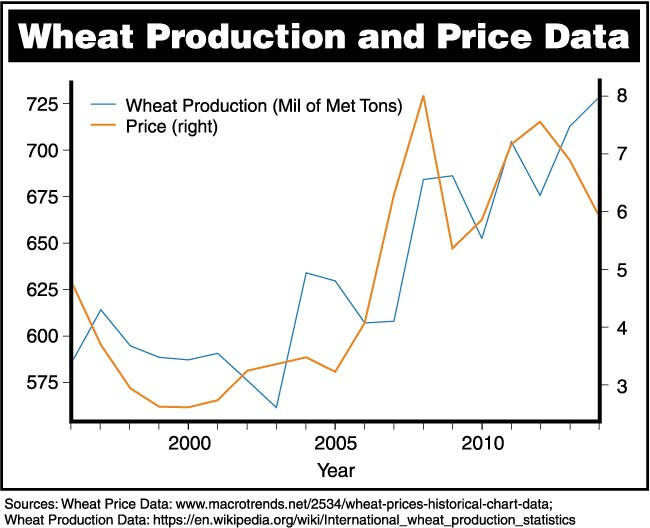 Wheat Production and Price Data
Wheat Production (Mil of Met Tons)
Price (right)
725
700
675
650
625
600
575
8
7
6
5
4
3
2000 2005 2010
Year
Sources: Wheat Price Data: www.macrotrends.net/2534/wheat-prices-historical-chart-data;
Wheat Production Data: https://en.wikipedia.org/wiki/International_wheat_production_statistics